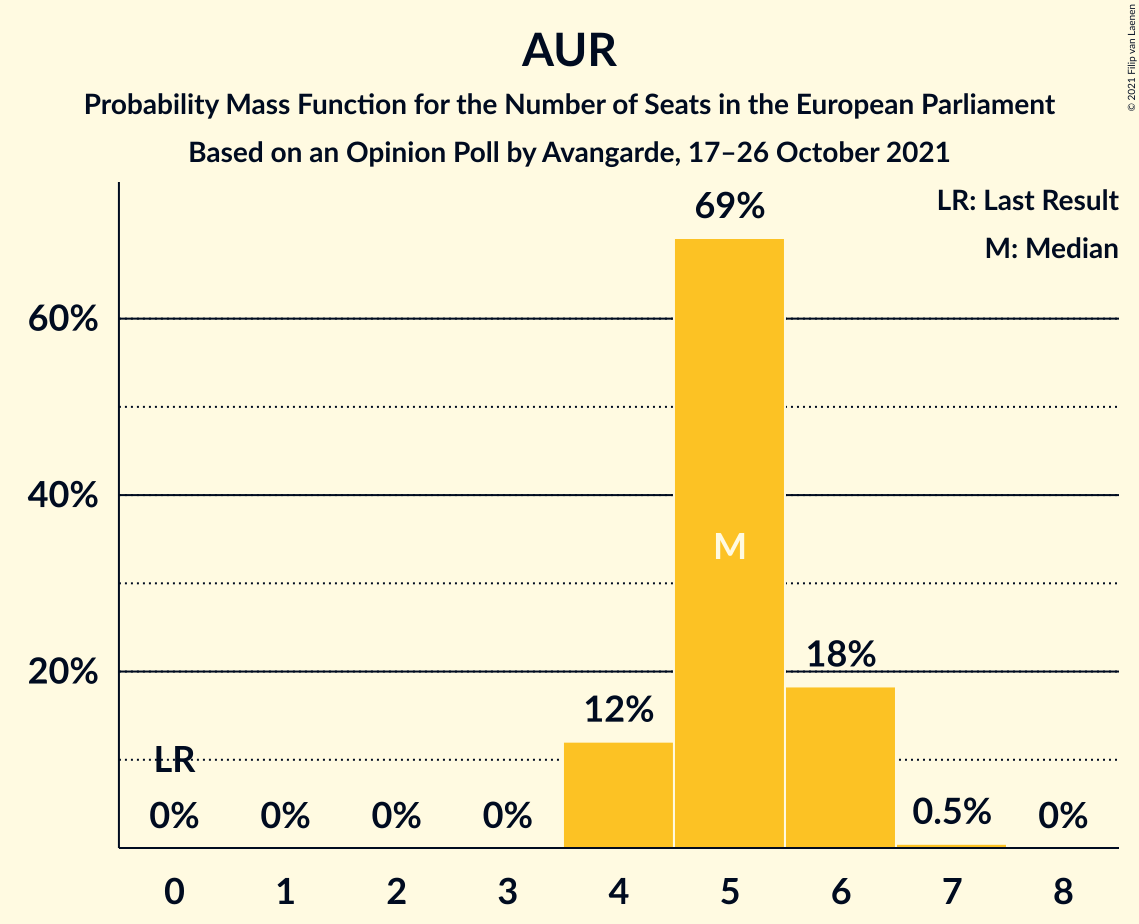 AUR
Probability Mass Function for the Number of Seats in the European Parliament
Based on an Opinion Poll by Avangarde, 17–26 October 2021
© 2021 Filip van Laenen
LR: Last Result
M: Median
69%
60%
40%
M
18%
20%
12%
LR
0% 0% 0% 0% 0.5% 0%
0 1 2 3 4 5 6 7 8